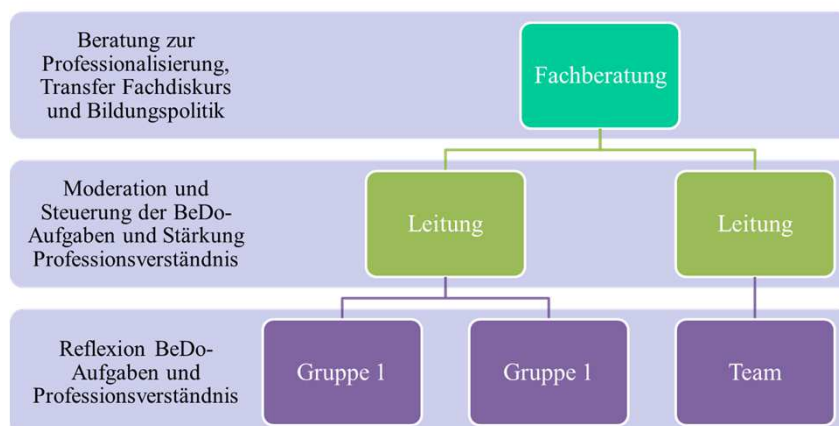 Beratung zur
Professionalisierung,
Transfer Fachdiskurs
und Bildungspolitik
Fachberatung
Moderation und
Steuerung der BeDo-
Aufgaben und Stärkung
Professionsverständnis
Leitung
Leitung
Reflexion BeDo-
Aufgaben und
Professionsverständnis
Gruppe 1
Gruppe 1
Team